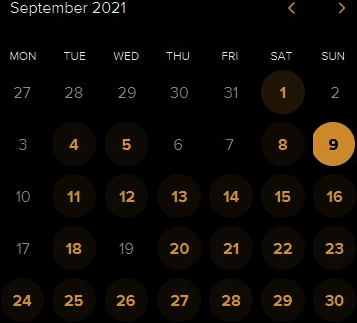 September 2021 < >
MON TUE WED THU FRI SAT SUN
27 28 29 30 31 1 2
3 4 5 6 7 8 9
10 11 12 13 14 15 16
17 18 19 20 21 22 23
24 25 26 27 28 29 30